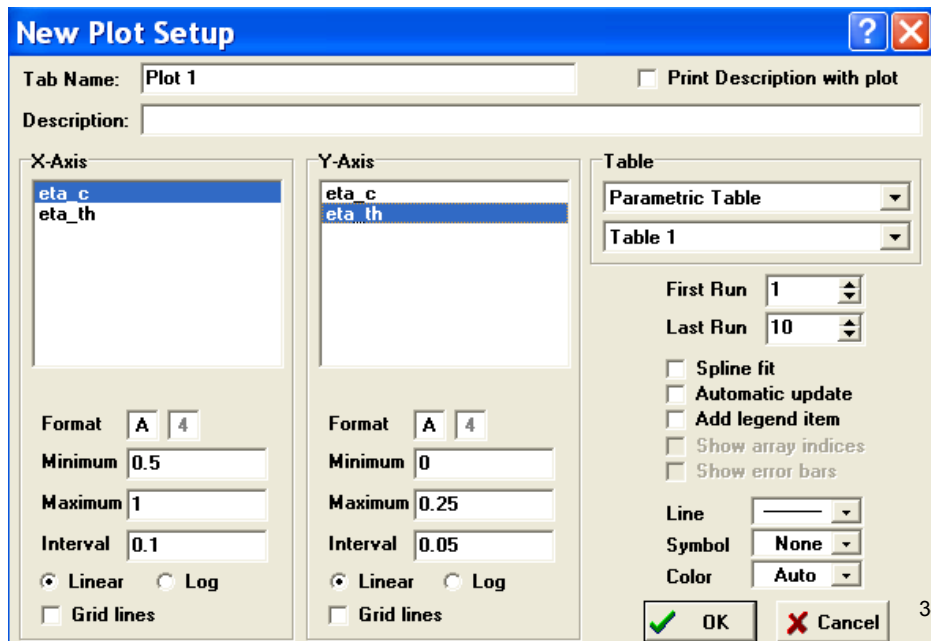 New Plot Setup
Tab Name: Plot 1 Print Description with plot
Description:
X-Axis Y-Axis Table
eta_c eta_c Parametric Table
eta_th eta_th Table 1
First Run 1
Last Run 10
Spline fit
Automatic update
Add legend item
Show array indices
Show error bars
Format A 4 Format A 4
Minimum 0.5 Minimum 0
Maximum 1 Maximum 0.25 Line
Interval 0.1 Interval 0.05 Symbol None
Linear Log Linear Log Color Auto
Grid lines Grid lines OK Cancel 3